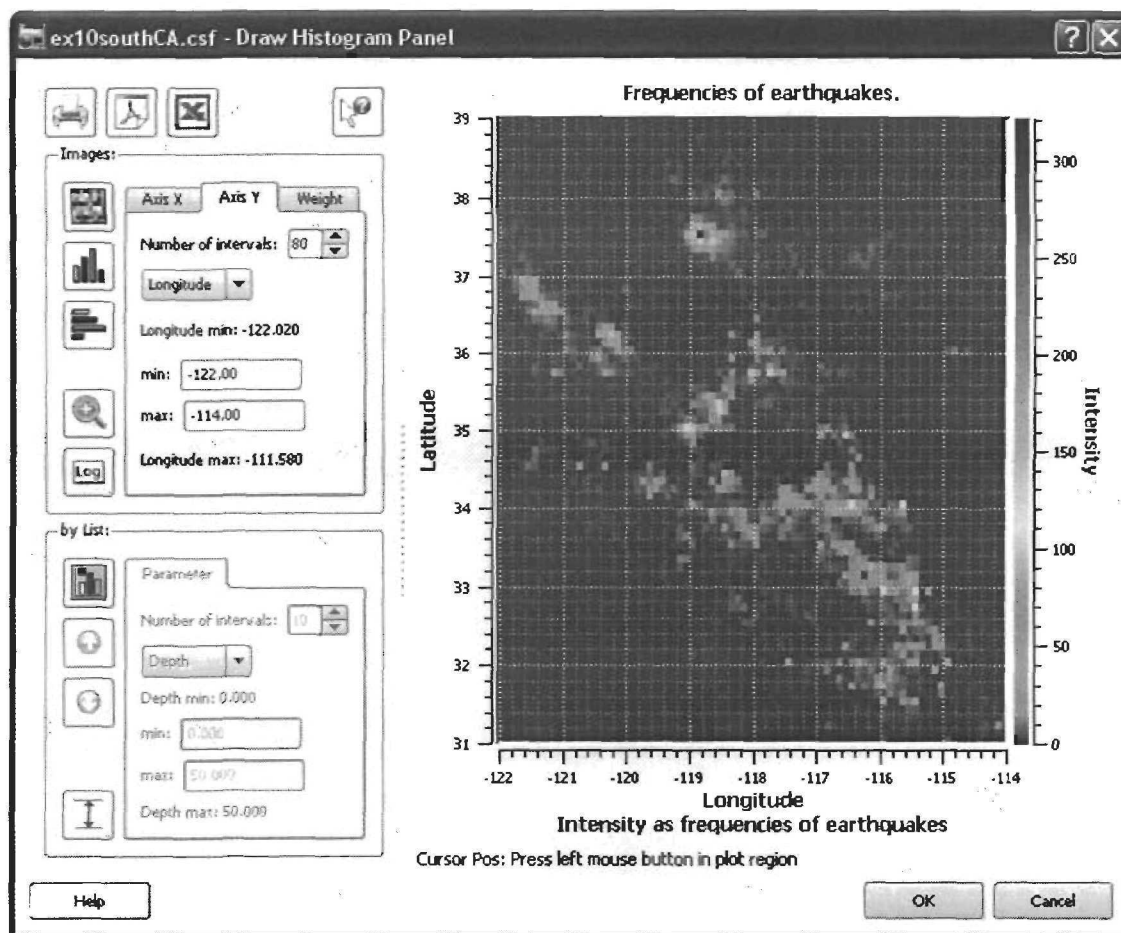 ex10southCA.csf - Draw Histogram Panel
Images:
Axis X Axis Y Weight
Number of intervals: 80
Longitude
Longitude min: -122.020
min: -122.00
max: -114.00
Longitude max: -111.580
Log
by List:
Parameter
Number of intervals: 10
Depth
Depth min: 0.000
min: 0.000
max: 50.000
Depth max: 50.000
Frequencies of earthquakes.
39
38
37
36
35
34
33
32
31
Latitude
-122 -121 -120 -119 -118 -117 -116 -115 -114
Longitude
Intensity as frequencies of earthquakes
300
250
200
150
100
50
0
Intensity
Cursor Pos: Press left mouse button in plot region
Help OK Cancel